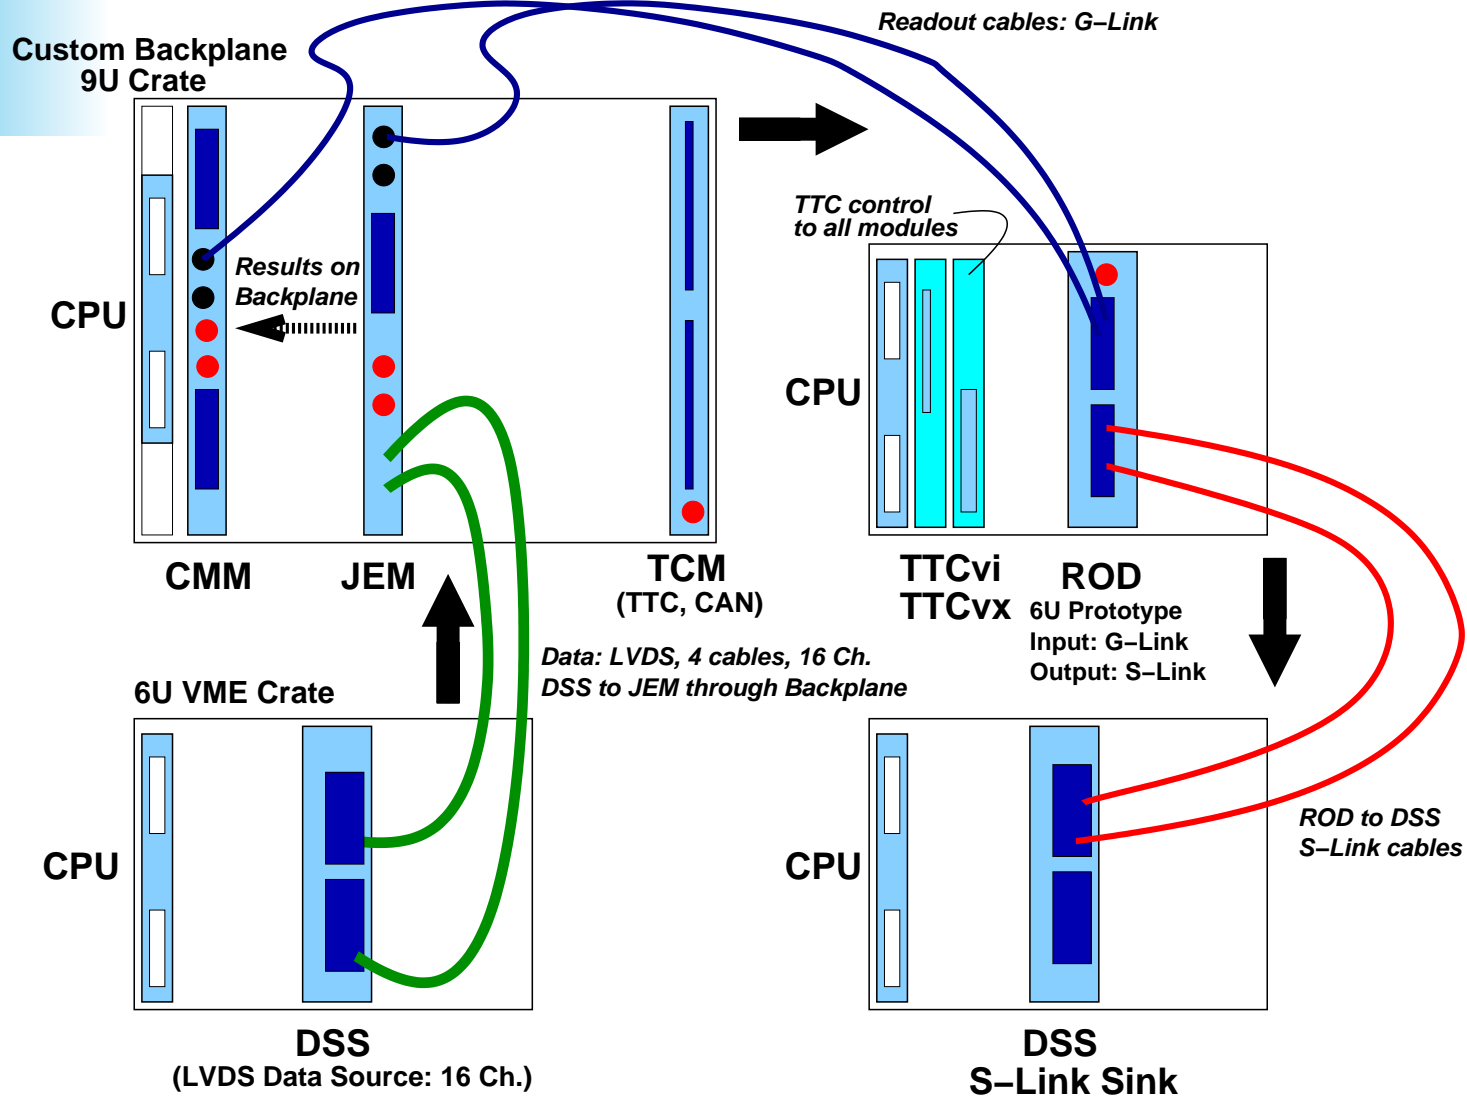 Readout cables: G–Link
Custom Backplane
9U Crate
TTC control
to all modules
Results on
Backplane
CPU
CPU
CMM
JEM
TCM
(TTC, CAN)
TTCvi
TTCvx
ROD
6U Prototype
Input: G–Link
Output: S–Link
Data: LVDS, 4 cables, 16 Ch.
DSS to JEM through Backplane
6U VME Crate
CPU
CPU
ROD to DSS
S–Link cables
DSS
(LVDS Data Source: 16 Ch.)
DSS
S–Link Sink